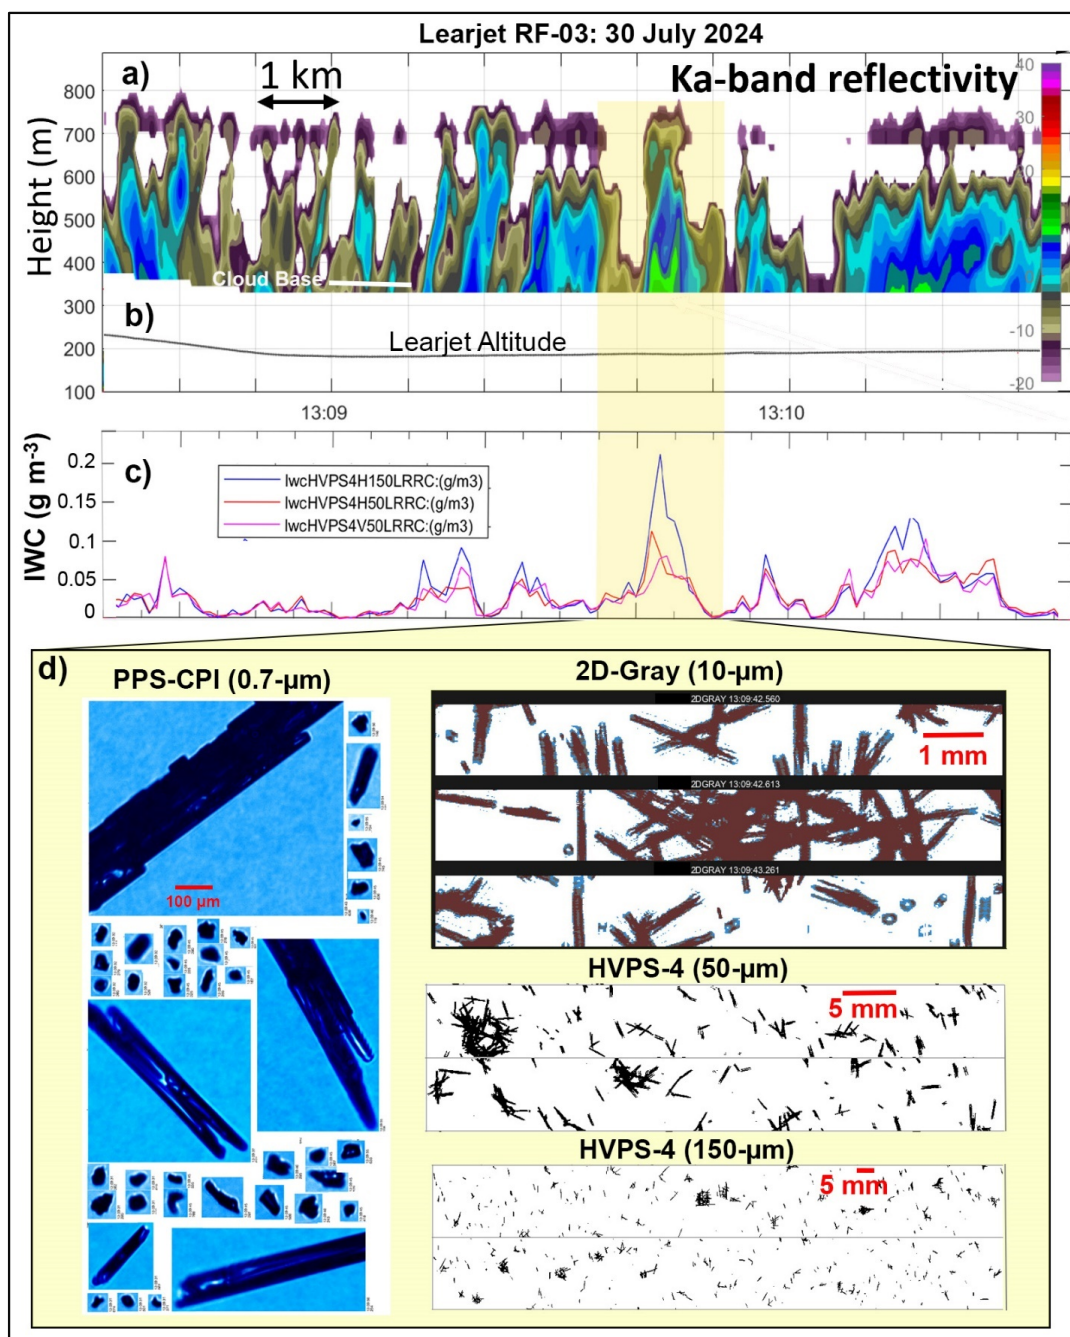 Learjet RF-03: 30 July 2024
a)
1 km
Ka-band reflectivity
40
30
20
-10
-20
Height (m)
800
700
600
500
400
300
200
100
Cloud Base
b)
Learjet Altitude
13:09
13:10
c)
IWC (g m-3)
0.2
0.15
0.1
0.05
0
IwcHVPS4H150LRRC:(g/m3)
IwcHVPS4H50LRRC:(g/m3)
IwcHVPS4V50LRRC:(g/m3)
d)
PPS-CPI (0.7-µm)
100 µm
2D-Gray (10-µm)
2DGRAY 13:09:42.560
1 mm
2DGRAY 13:09:42.613
2DGRAY 13:09:43.261
HVPS-4 (50-µm)
5 mm
HVPS-4 (150-µm)
5 mm